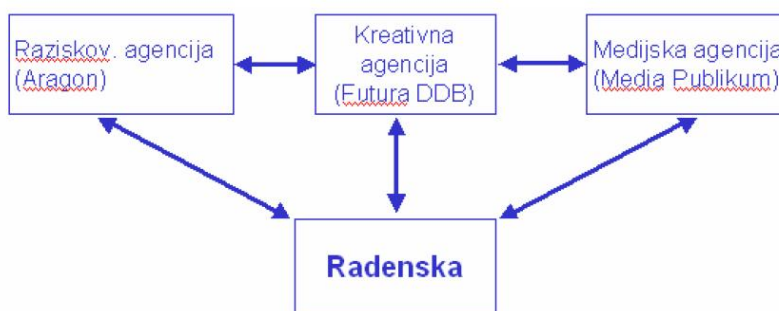 Raziskov. agencija
(Aragon)
Kreativna
agencija
(Futura DDB)
Medijska agencija
(Media Publikum)
Radenska